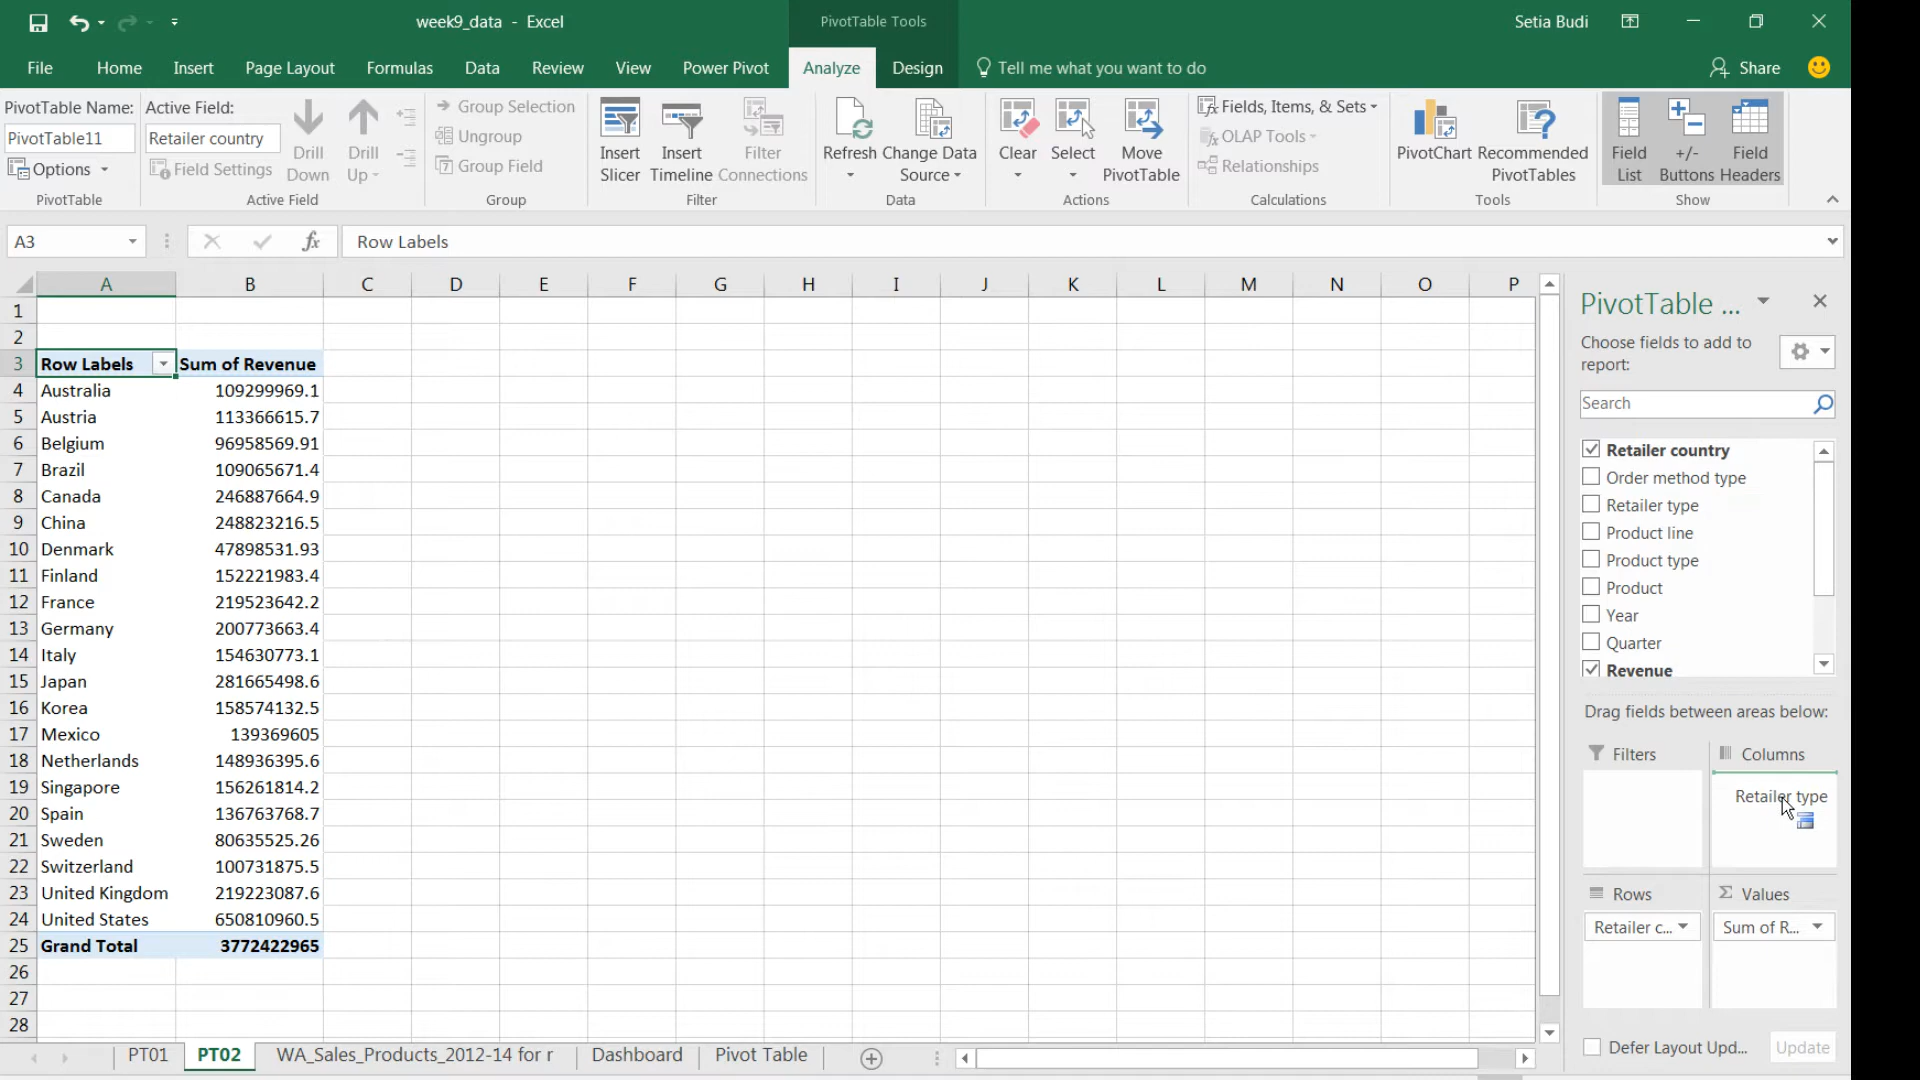 week9_data - Excel
PivotTable Tools
Setia Budi
File Home Insert Page Layout Formulas Data Review View Power Pivot Analyze Design Tell me what you want to do Share
PivotTable Name:
PivotTable11
Options
PivotTable
Active Field:
Retailer country
Field Settings
Drill Down
Drill Up
Active Field
Group Selection
Ungroup
Group Field
Group
Insert Slicer
Insert Timeline
Filter Connections
Filter
Refresh
Change Data Source
Data
Clear
Select
Move PivotTable
Actions
Fields, Items, & Sets
OLAP Tools
Relationships
Calculations
PivotChart
Recommended PivotTables
Tools
Field List
+/- Buttons
Field Headers
Show
A3 fx Row Labels
A B C D E F G H I J K L M N O P
1
2
3 Row Labels Sum of Revenue
4 Australia 109299969.1
5 Austria 113366615.7
6 Belgium 96958569.91
7 Brazil 109065671.4
8 Canada 246887664.9
9 China 248823216.5
10 Denmark 47898531.93
11 Finland 152221983.4
12 France 219523642.2
13 Germany 200773663.4
14 Italy 154630773.1
15 Japan 281665498.6
16 Korea 158574132.5
17 Mexico 139369605
18 Netherlands 148936395.6
19 Singapore 156261814.2
20 Spain 136763768.7
21 Sweden 80635525.26
22 Switzerland 100731875.5
23 United Kingdom 219223087.6
24 United States 650810960.5
25 Grand Total 3772422965
26
27
28
PivotTable ...
Choose fields to add to
report:
Search
Retailer country
Order method type
Retailer type
Product line
Product type
Product
Year
Quarter
Revenue
Drag fields between areas below:
Filters
Columns
Retailer type
Rows
Retailer c...
Σ Values
Sum of R...
Defer Layout Upd...
Update
PT01 PT02 WA_Sales_Products_2012-14 for r Dashboard Pivot Table